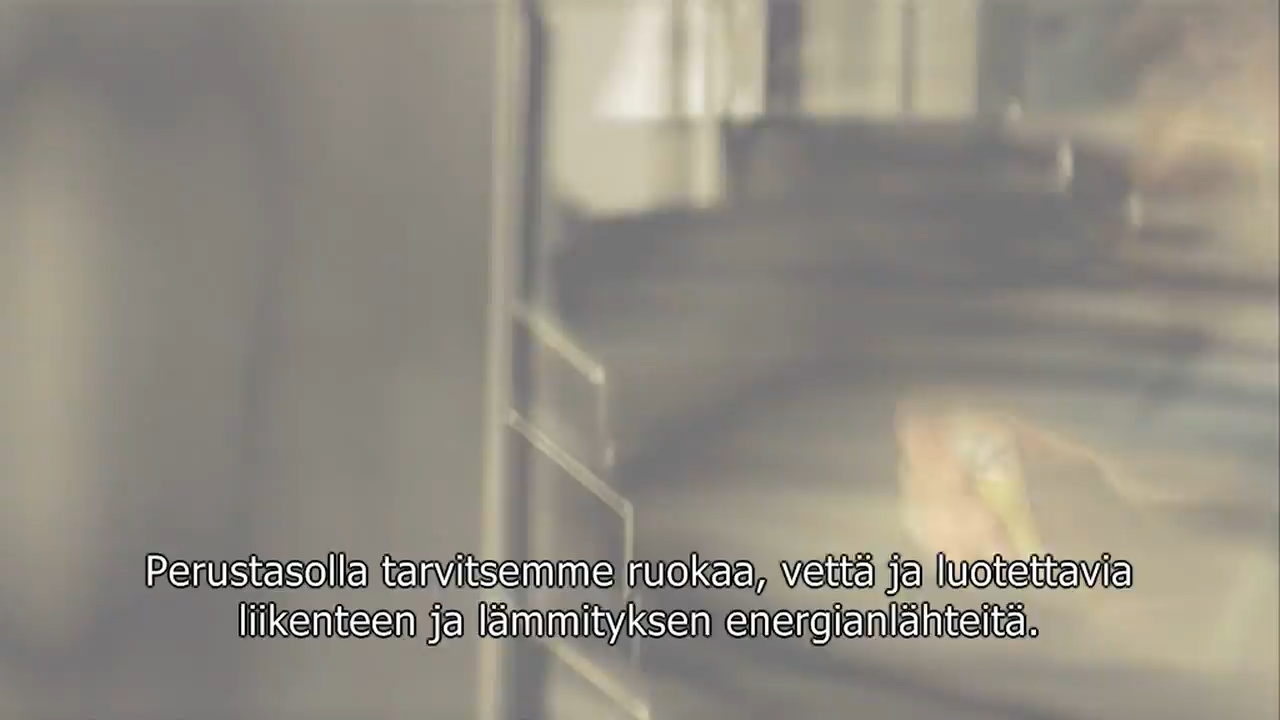 Perustasolla tarvitsemme ruokaa, vettä ja luotettavia
liikenteen ja lämmityksen energianlähteitä.